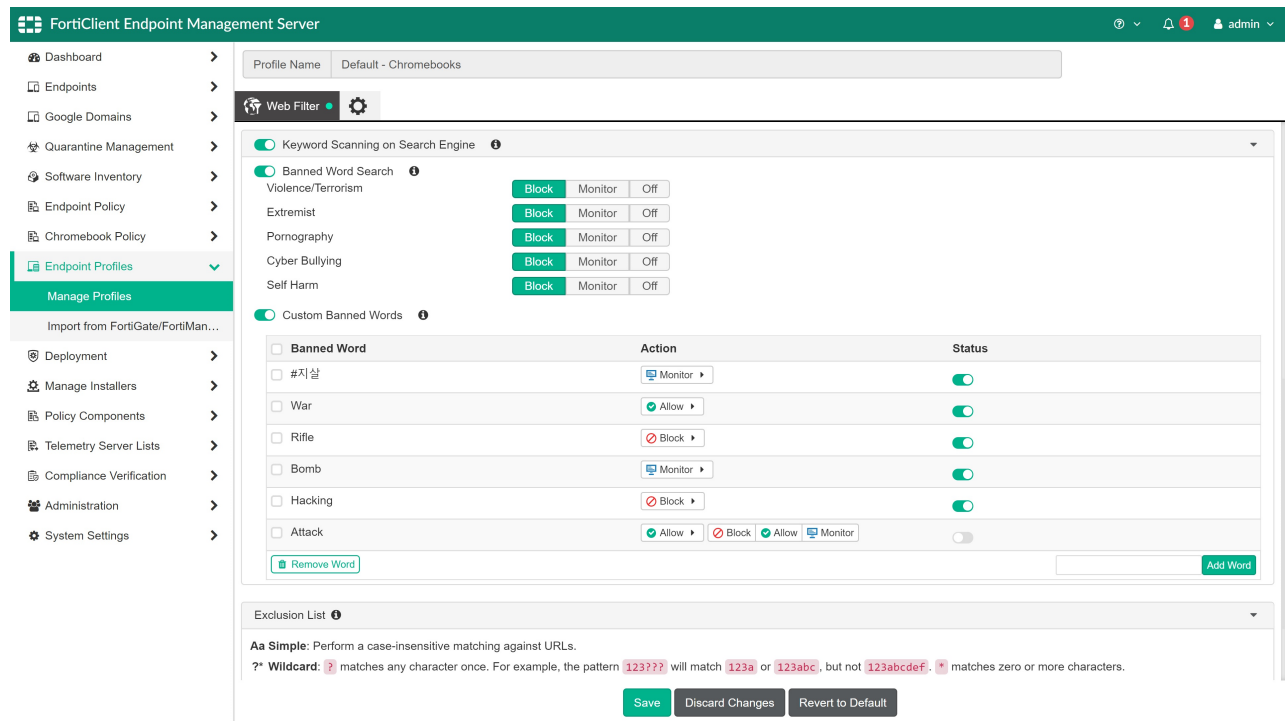 FortiClient Endpoint Management Server
1 admin
Dashboard
Endpoints
Google Domains
Quarantine Management
Software Inventory
Endpoint Policy
Chromebook Policy
Endpoint Profiles
Manage Profiles
Import from FortiGate/FortiMan...
Deployment
Manage Installers
Policy Components
Telemetry Server Lists
Compliance Verification
Administration
System Settings
Profile Name Default - Chromebooks
Web Filter
Keyword Scanning on Search Engine
Banned Word Search
Violence/Terrorism Block Monitor Off
Extremist Block Monitor Off
Pornography Block Monitor Off
Cyber Bullying Block Monitor Off
Self Harm Block Monitor Off
Custom Banned Words
Banned Word Action Status
#지살 Monitor
War Allow
Rifle Block
Bomb Monitor
Hacking Block
Attack Allow Block Allow Monitor
Remove Word Add Word
Exclusion List
Aa Simple: Perform a case-insensitive matching against URLs.
?* Wildcard: ? matches any character once. For example, the pattern 123??? will match 123a or 123abc, but not 123abcdef. * matches zero or more characters.
Save Discard Changes Revert to Default